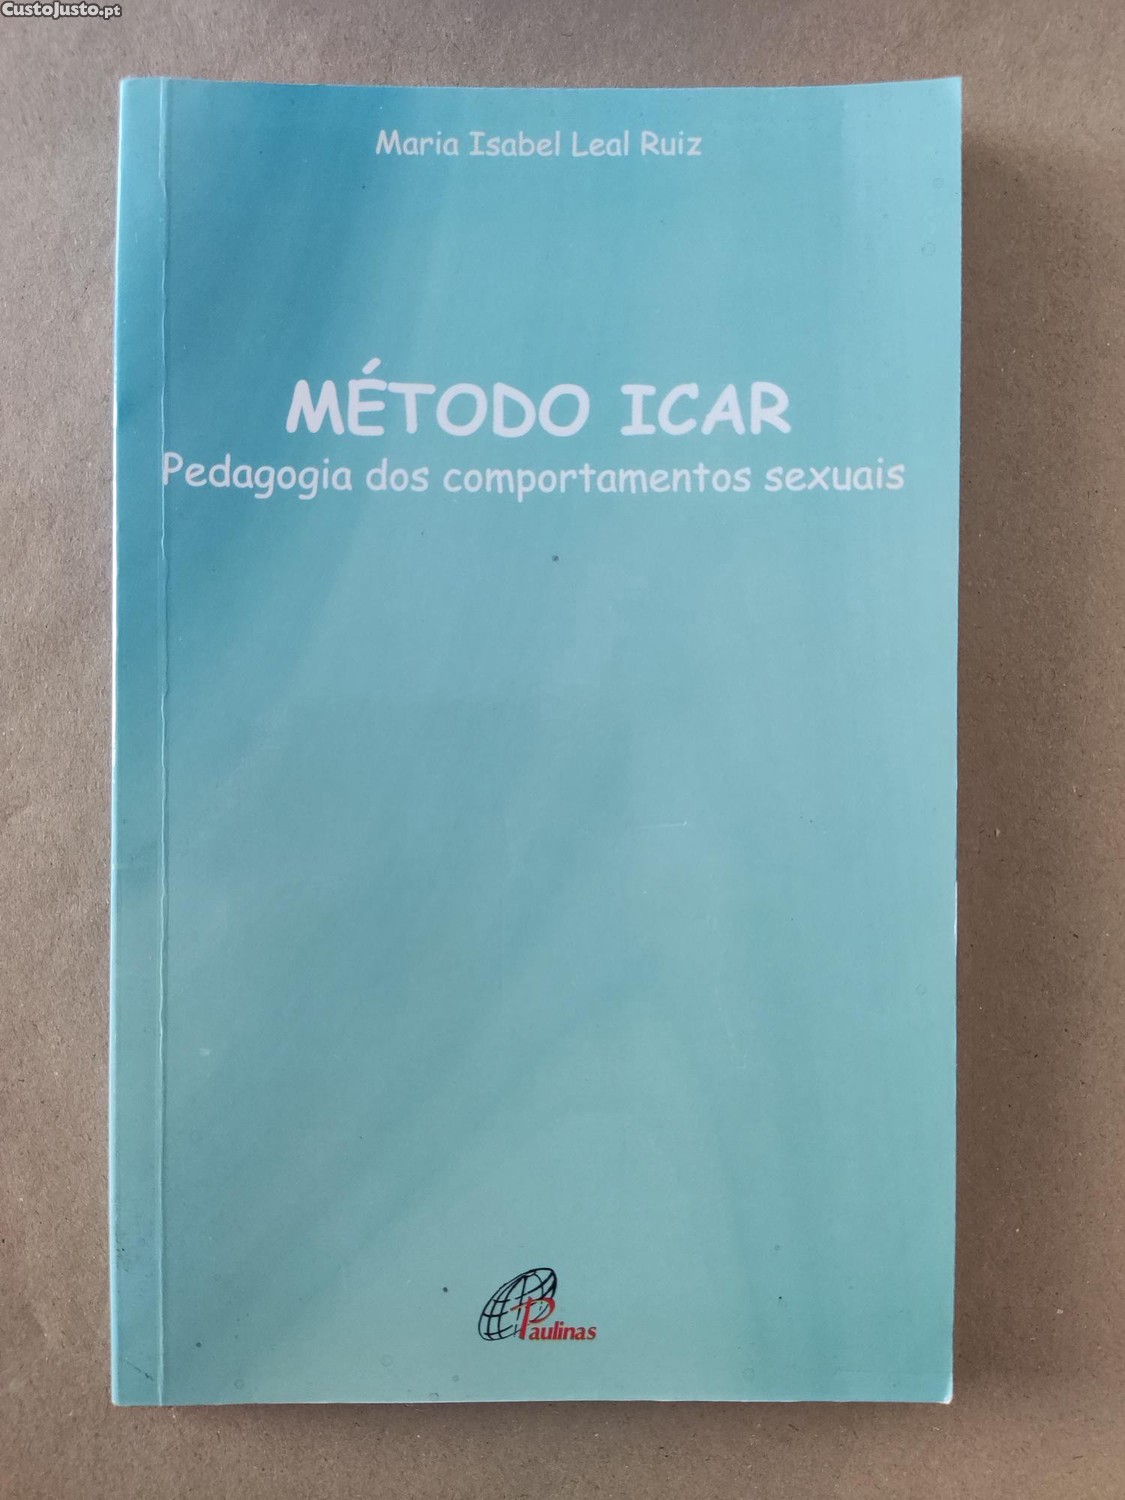 CustoJusto.pt
Maria Isabel Leal Ruiz
MÉTODO ICAR
Pedagogia dos comportamentos sexuais
Paulinas